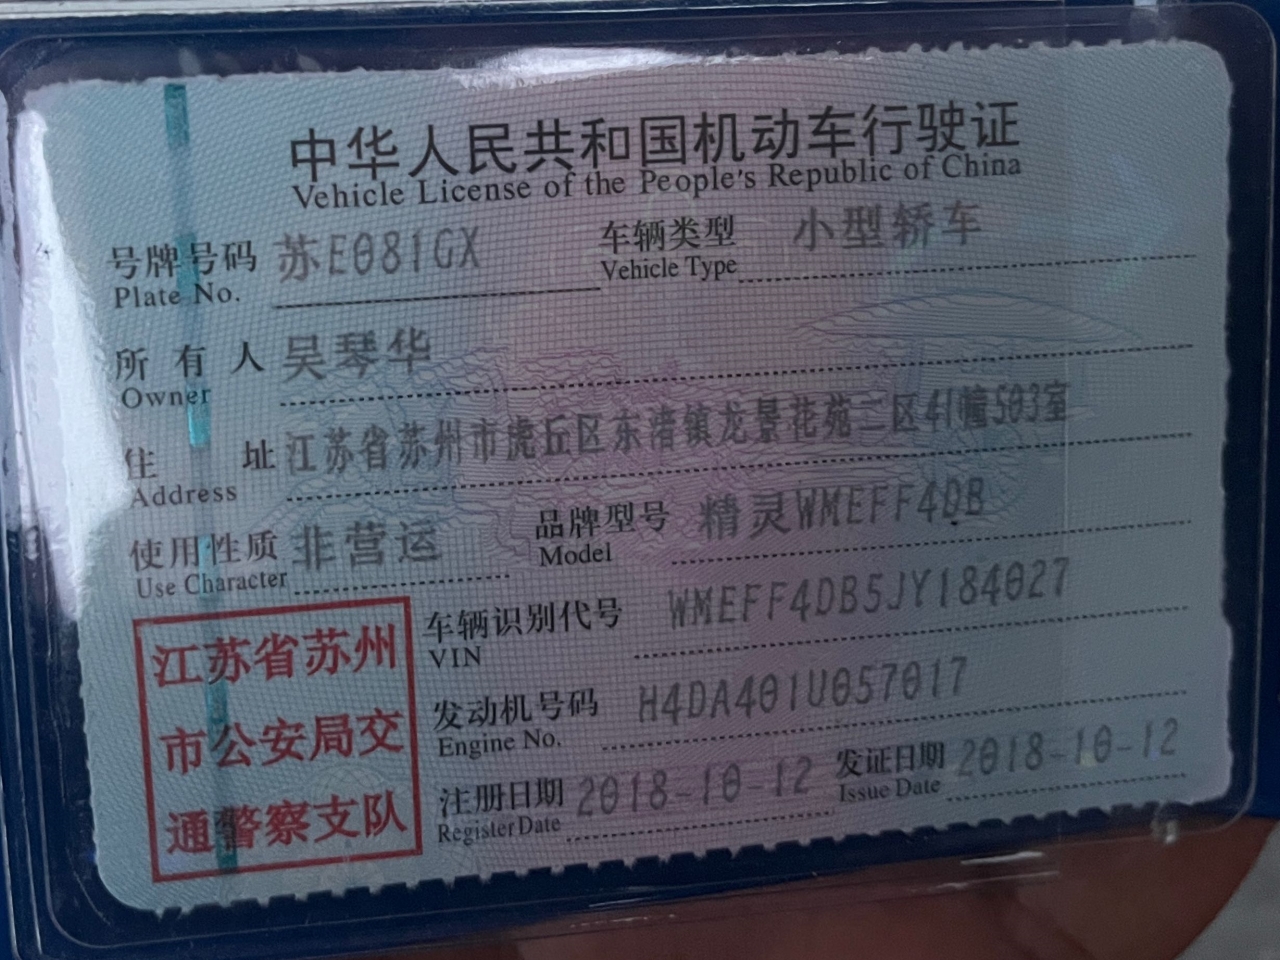 中华人民共和国机动车行驶证
Vehicle License of the People's Republic of China
号牌号码 苏E081GX 车辆类型 小型轿车
Plate No. Vehicle Type
所有人 吴琴华
Owner
住址 江苏省苏州市虎丘区东渚镇龙景花苑二区41幢503室
Address
使用性质 非营运 品牌型号 精灵WMEFF4DB
Use Character Model
江苏省苏州
市公安局交
通警察支队
车辆识别代号 WMEFF4DB5JY184027
VIN
发动机号码 H4DA401U057017
Engine No.
注册日期 2018-10-12 发证日期 2018-10-12
Register Date Issue Date